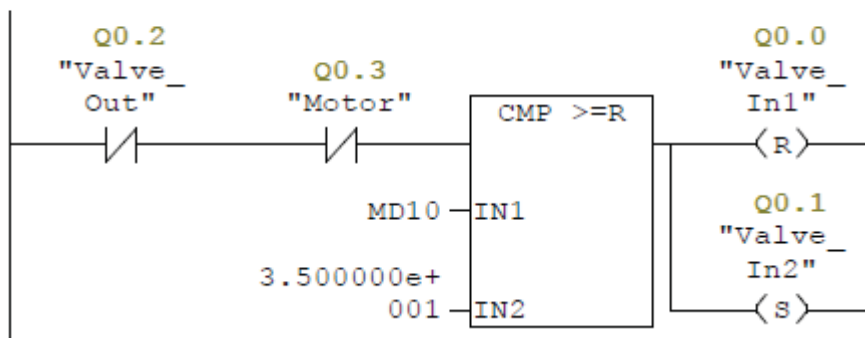 Q0.2
"Valve_
Out"
Q0.3
"Motor"
CMP >=R
Q0.0
"Valve_
In1"
R
MD10
IN1
Q0.1
"Valve_
In2"
3.500000e+
001
IN2
S